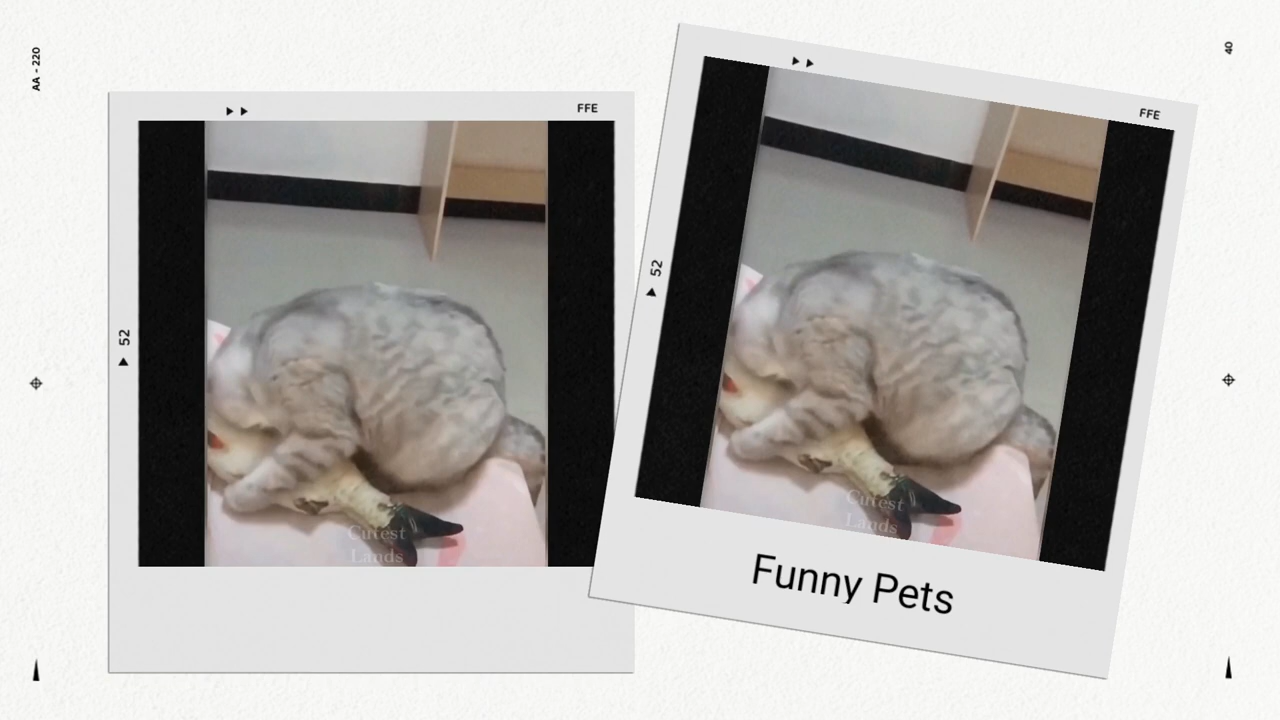 AA - 220
40
FFE
52
Cutest
Lands
FFE
52
Cutest
Lands
Funny Pets